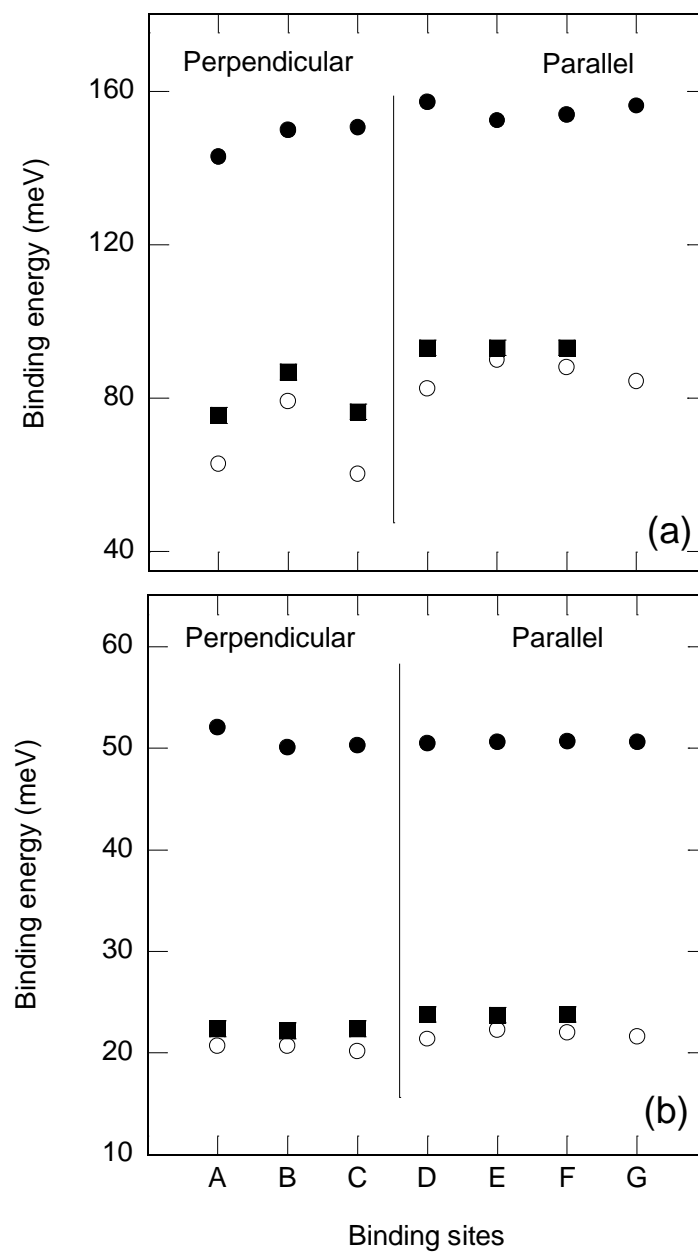 180
Perpendicular Parallel
160
120
80
40
Binding energy (meV)
(a)
60
Perpendicular Parallel
50
40
30
20
10
Binding energy (meV)
(b)
A B C D E F G
Binding sites